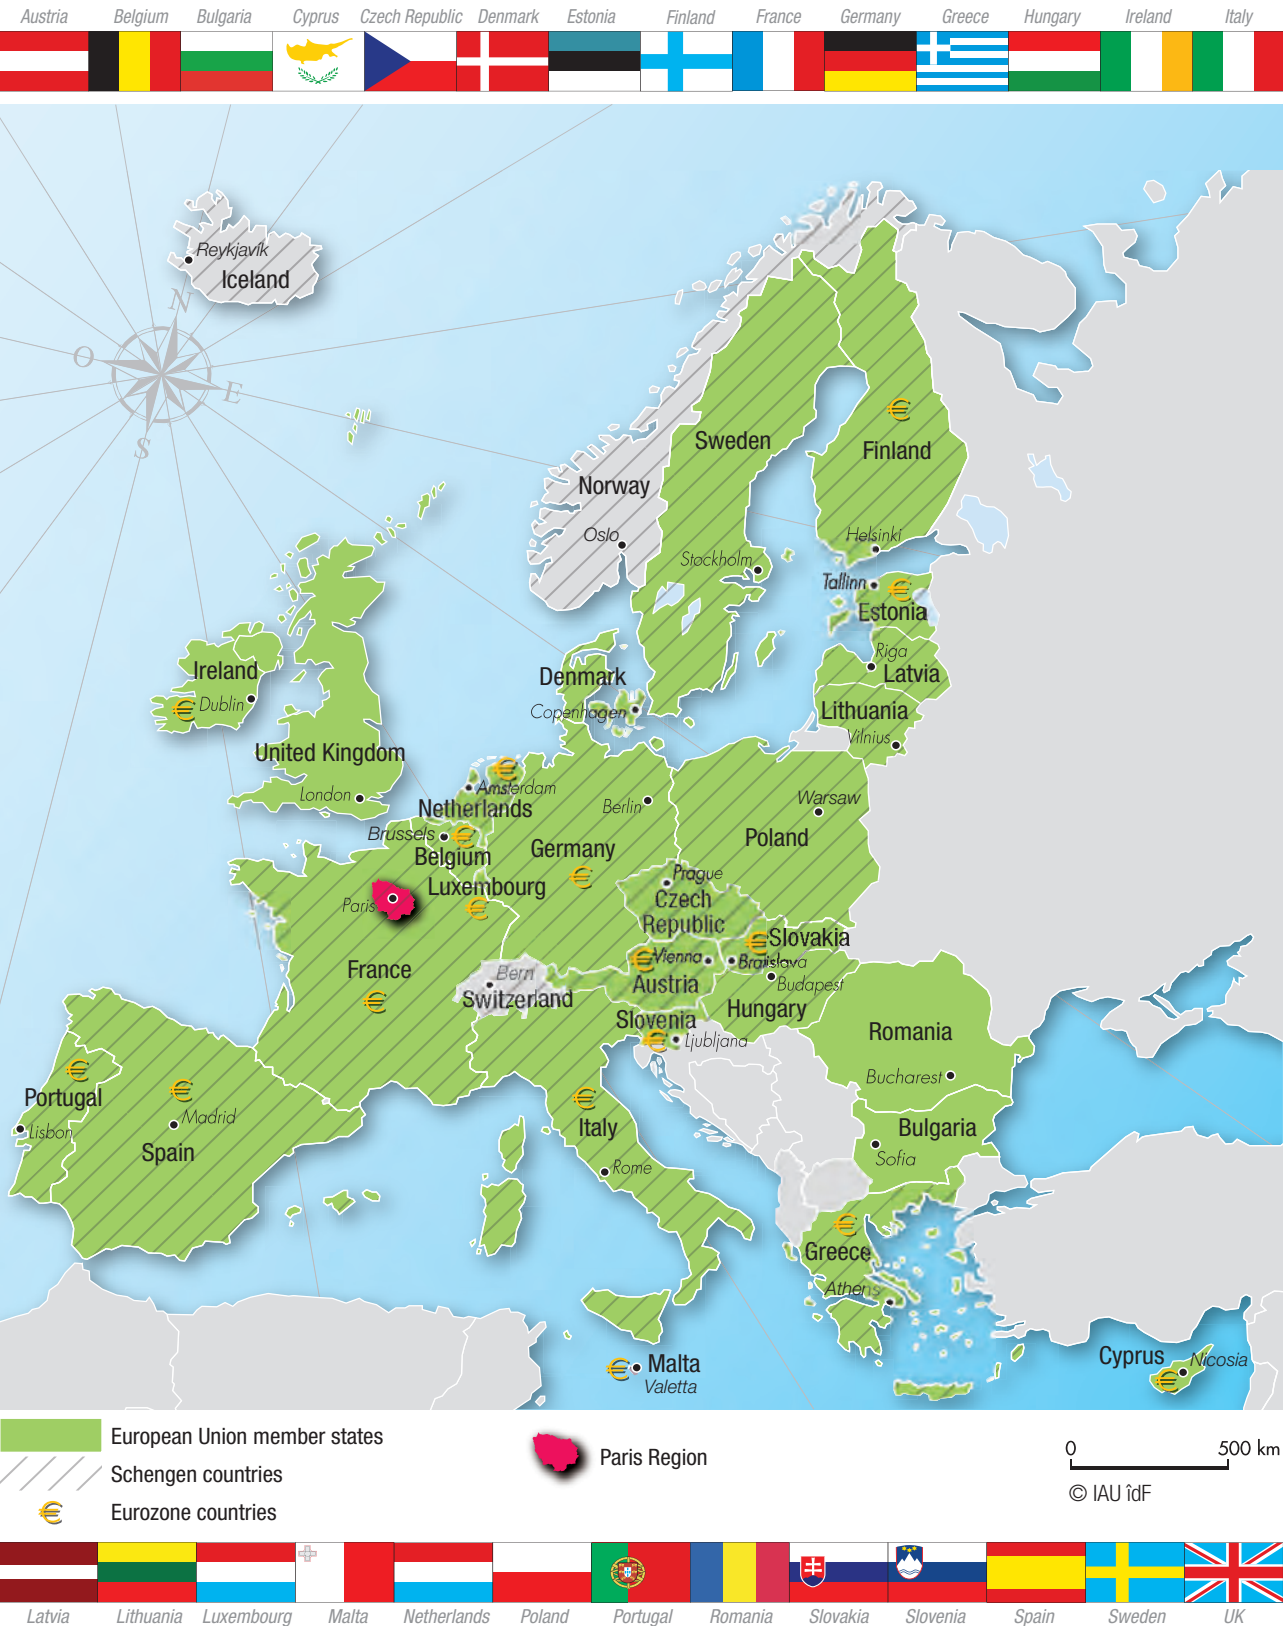 Austria Belgium Bulgaria Cyprus Czech Republic Denmark Estonia Finland France Germany Greece Hungary Ireland Italy
Reykjavík
Iceland
N
O
E
S
Sweden
Finland
€
Norway
Oslo
Helsinki
Stockholm
Tallinn
€
Estonia
Riga
Latvia
Ireland
€
Dublin
Denmark
Copenhagen
Lithuania
Vilnius
United Kingdom
London
€
Amsterdam
Netherlands
Berlin
Warsaw
Poland
Brussels
€
Belgium
Germany
€
Luxembourg
€
Paris
Prague
Czech
Republic
€
Slovakia
€
Vienna
Bratislava
Austria
Budapest
Hungary
France
€
Bern
Switzerland
Slovenia
€
Ljubljana
Romania
Bucharest
€
Portugal
Lisbon
€
Madrid
Spain
€
Italy
Rome
Bulgaria
Sofia
€
Greece
Athens
€
Malta
Valetta
Cyprus
€
Nicosia
European Union member states
Schengen countries
€
Eurozone countries
Paris Region
0 500 km
© IAU îdF
Latvia Lithuania Luxembourg Malta Netherlands Poland Portugal Romania Slovakia Slovenia Spain Sweden UK